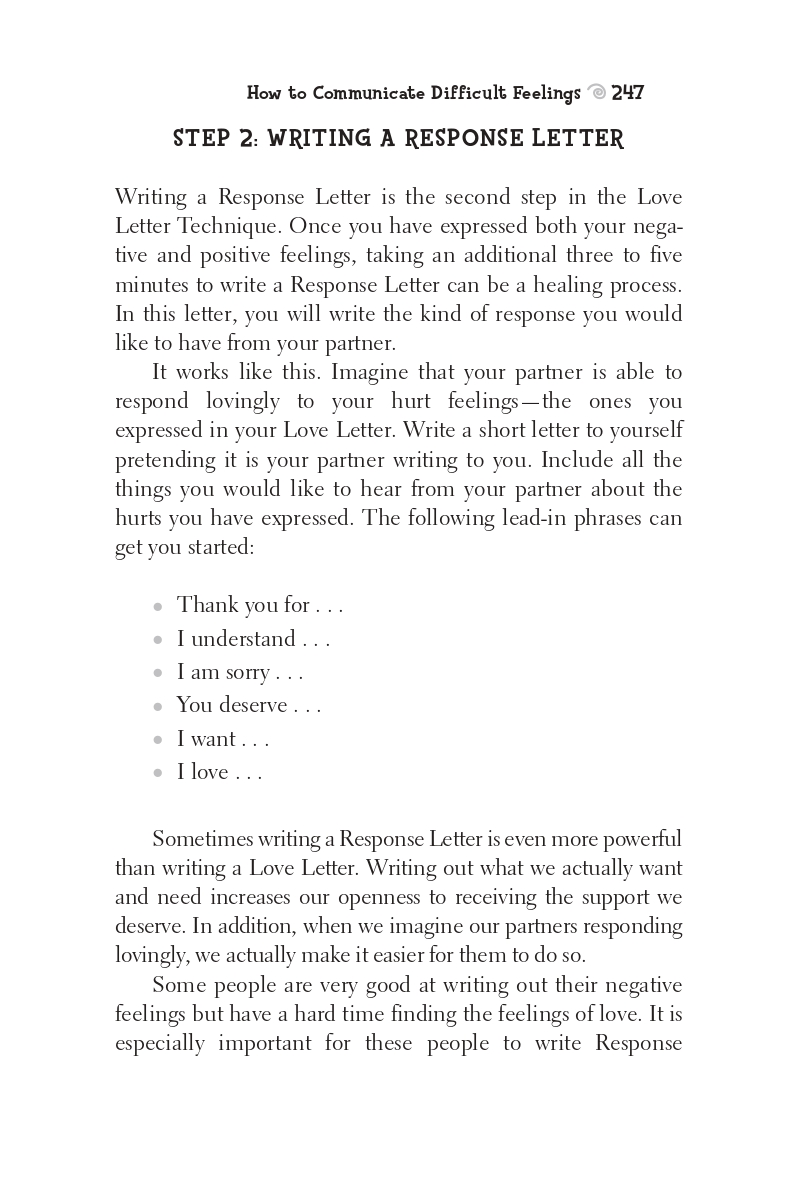 How to Communicate Difficult Feelings 247
STEP 2: WRITING A RESPONSE LETTER
Writing a Response Letter is the second step in the Love
Letter Technique. Once you have expressed both your nega-
tive and positive feelings, taking an additional three to five
minutes to write a Response Letter can be a healing process.
In this letter, you will write the kind of response you would
like to have from your partner.
It works like this. Imagine that your partner is able to
respond lovingly to your hurt feelings—the ones you
expressed in your Love Letter. Write a short letter to yourself
pretending it is your partner writing to you. Include all the
things you would like to hear from your partner about the
hurts you have expressed. The following lead-in phrases can
get you started:
• Thank you for . . .
• I understand . . .
• I am sorry . . .
• You deserve . . .
• I want . . .
• I love . . .
Sometimes writing a Response Letter is even more powerful
than writing a Love Letter. Writing out what we actually want
and need increases our openness to receiving the support we
deserve. In addition, when we imagine our partners responding
lovingly, we actually make it easier for them to do so.
Some people are very good at writing out their negative
feelings but have a hard time finding the feelings of love. It is
especially important for these people to write Response